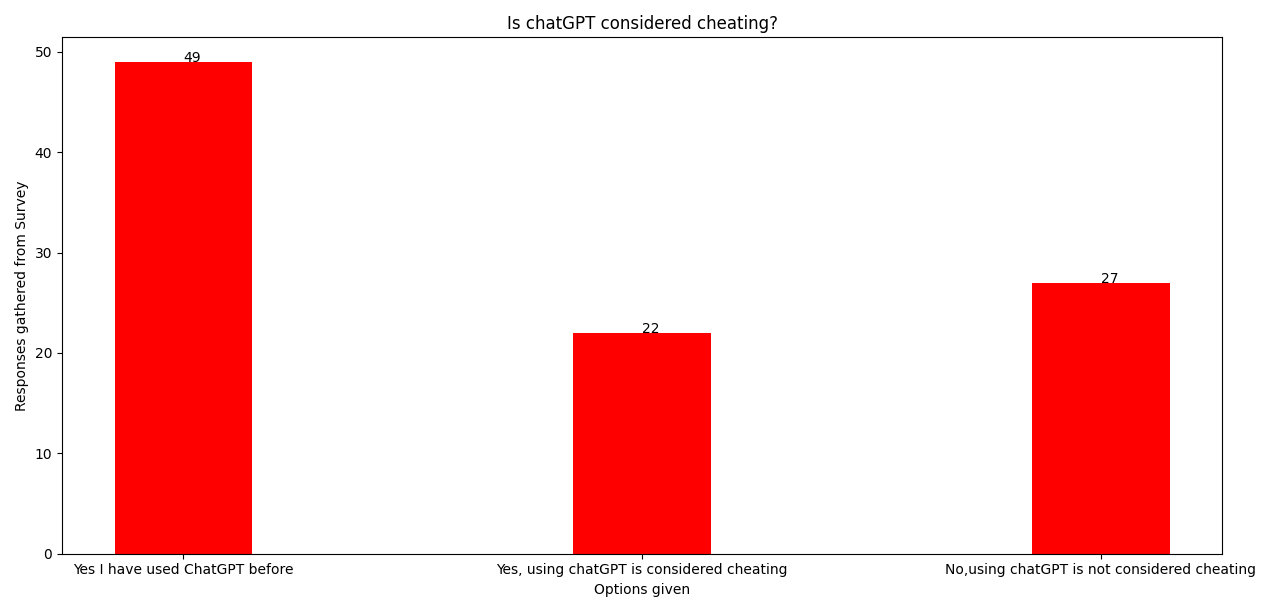 Is chatGPT considered cheating?
Responses gathered from Survey
50
40
30
20
10
0
49
22
27
Yes I have used ChatGPT before
Yes, using chatGPT is considered cheating
No,using chatGPT is not considered cheating
Options given